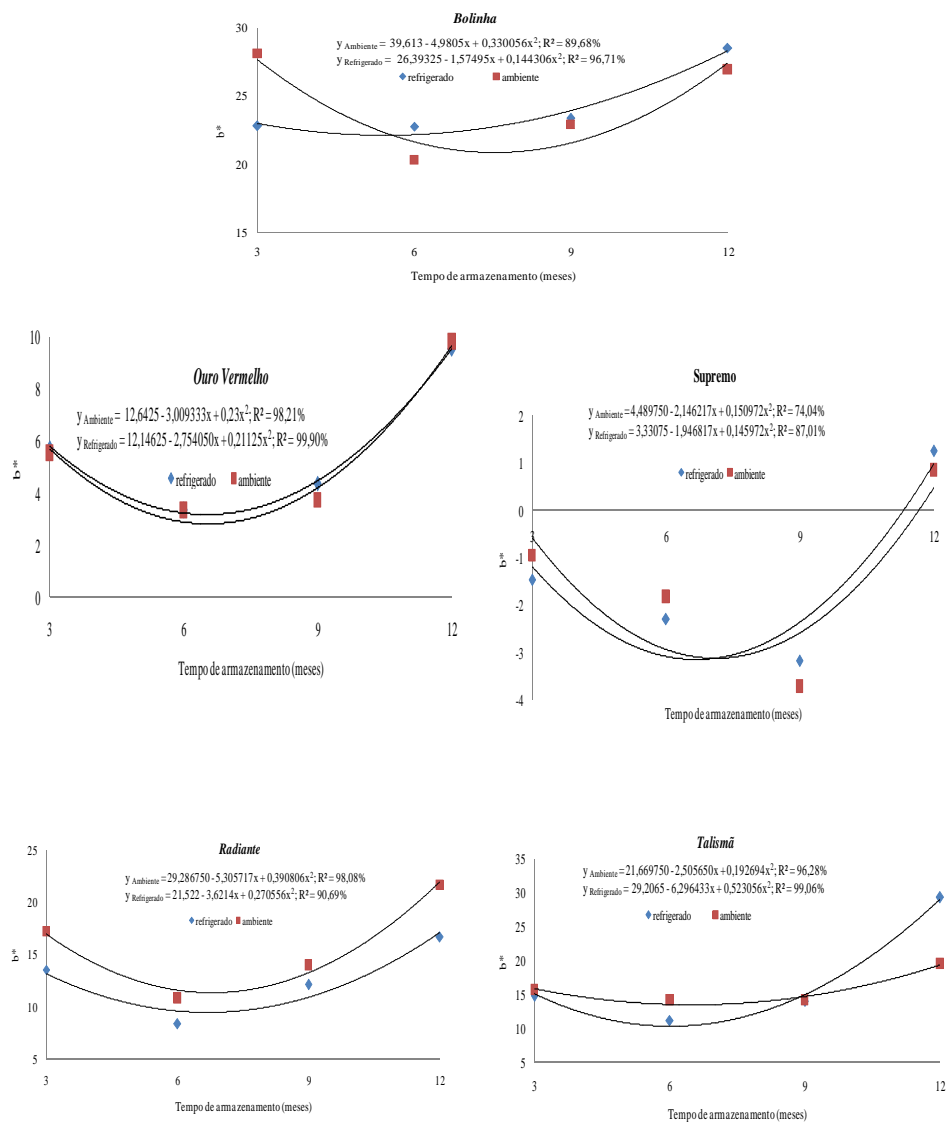 Bolinha
30
y Ambiente = 39,613 - 4,9805x + 0,330056x²; R² = 89,68%
y Refrigerado = 26,39325 - 1,57495x + 0,144306x²; R² = 96,71%
refrigerado ambiente
25
b*
20
15
3 6 9 12
Tempo de armazenamento (meses)
10
Ouro Vermelho
8
y Ambiente = 12,6425 - 3,009333x + 0,23x²; R² = 98,21%
y Refrigerado = 12,14625 - 2,754050x + 0,21125x²; R² = 99,90%
6
b*
refrigerado ambiente
4
2
0
3 6 9 12
Tempo de armazenamento (meses)
Supremo
2
y Ambiente = 4,489750 - 2,146217x + 0,150972x²; R² = 74,04%
y Refrigerado = 3,33075 - 1,946817x + 0,145972x²; R² = 87,01%
1
refrigerado ambiente
0
3 6 9 12
-1
b*
-2
-3
-4
Tempo de armazenamento (meses)
Radiante
25
y Ambiente = 29,286750 - 5,305717x + 0,390806x²; R² = 98,08%
y Refrigerado = 21,522 - 3,6214x + 0,270556x²; R² = 90,69%
20
refrigerado ambiente
15
b*
10
5
3 6 9 12
Tempo de armazenamento (meses)
Talismã
35
y Ambiente = 21,669750 - 2,505650x + 0,192694x²; R² = 96,28%
y Refrigerado = 29,2065 - 6,296433x + 0,523056x²; R² = 99,06%
30
refrigerado ambiente
25
20
b*
15
10
5
3 6 9 12
Tempo de armazenamento (meses)